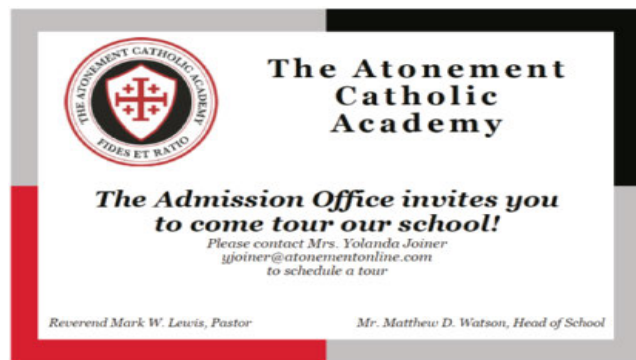 THE ATONEMENT CATHOLIC ACADEMY
FIDES ET RATIO
The Atonement
Catholic
Academy
The Admission Office invites you
to come tour our school!
Please contact Mrs. Yolanda Joiner
yjoiner@atonementonline.com
to schedule a tour
Reverend Mark W. Lewis, Pastor
Mr. Matthew D. Watson, Head of School